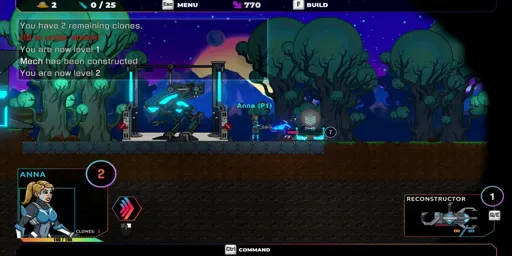 2
Esc MENU
0 / 25
770
F BUILD
You have 2 remaining clones.
You are now level 1
Mech has been constructed
You are now level 2
Anna (P1)
7
ANNA
2
CLONES: 1
RECONSTRUCTOR
1
Q/E
Ctrl COMMAND